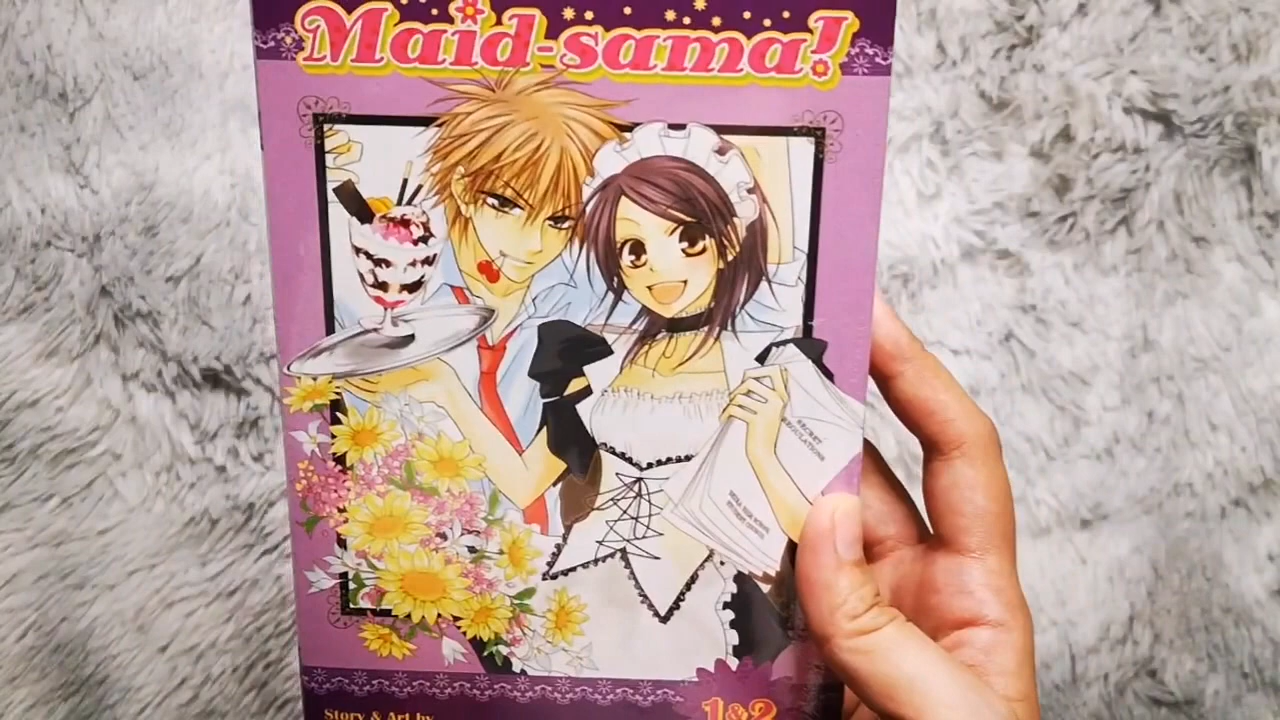 Maid-sama!
SECRET
REGULATIONS
SEIKA HIGH SCHOOL
STUDENT COUNCIL
Story & Art by
1&2